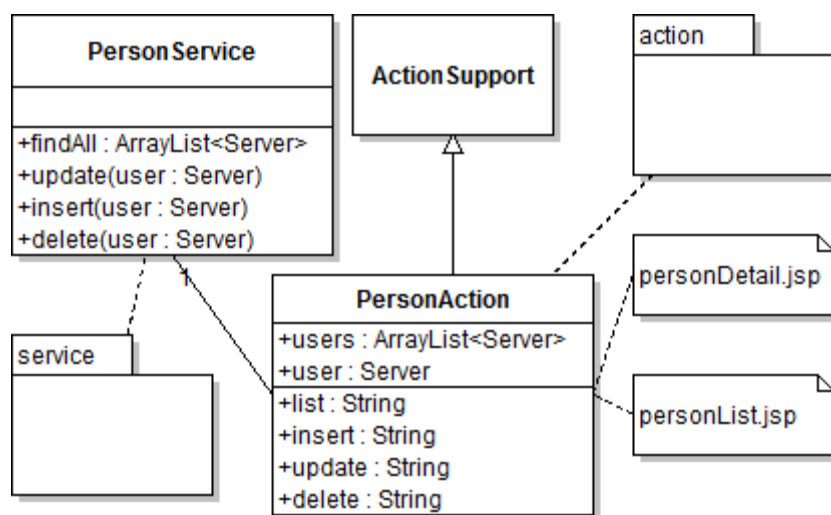 PersonService
+findAll : ArrayList<Server>
+update(user : Server)
+insert(user : Server)
+delete(user : Server)
ActionSupport
action
1
service
PersonAction
+users : ArrayList<Server>
+user : Server
+list : String
+insert : String
+update : String
+delete : String
personDetail.jsp
personList.jsp